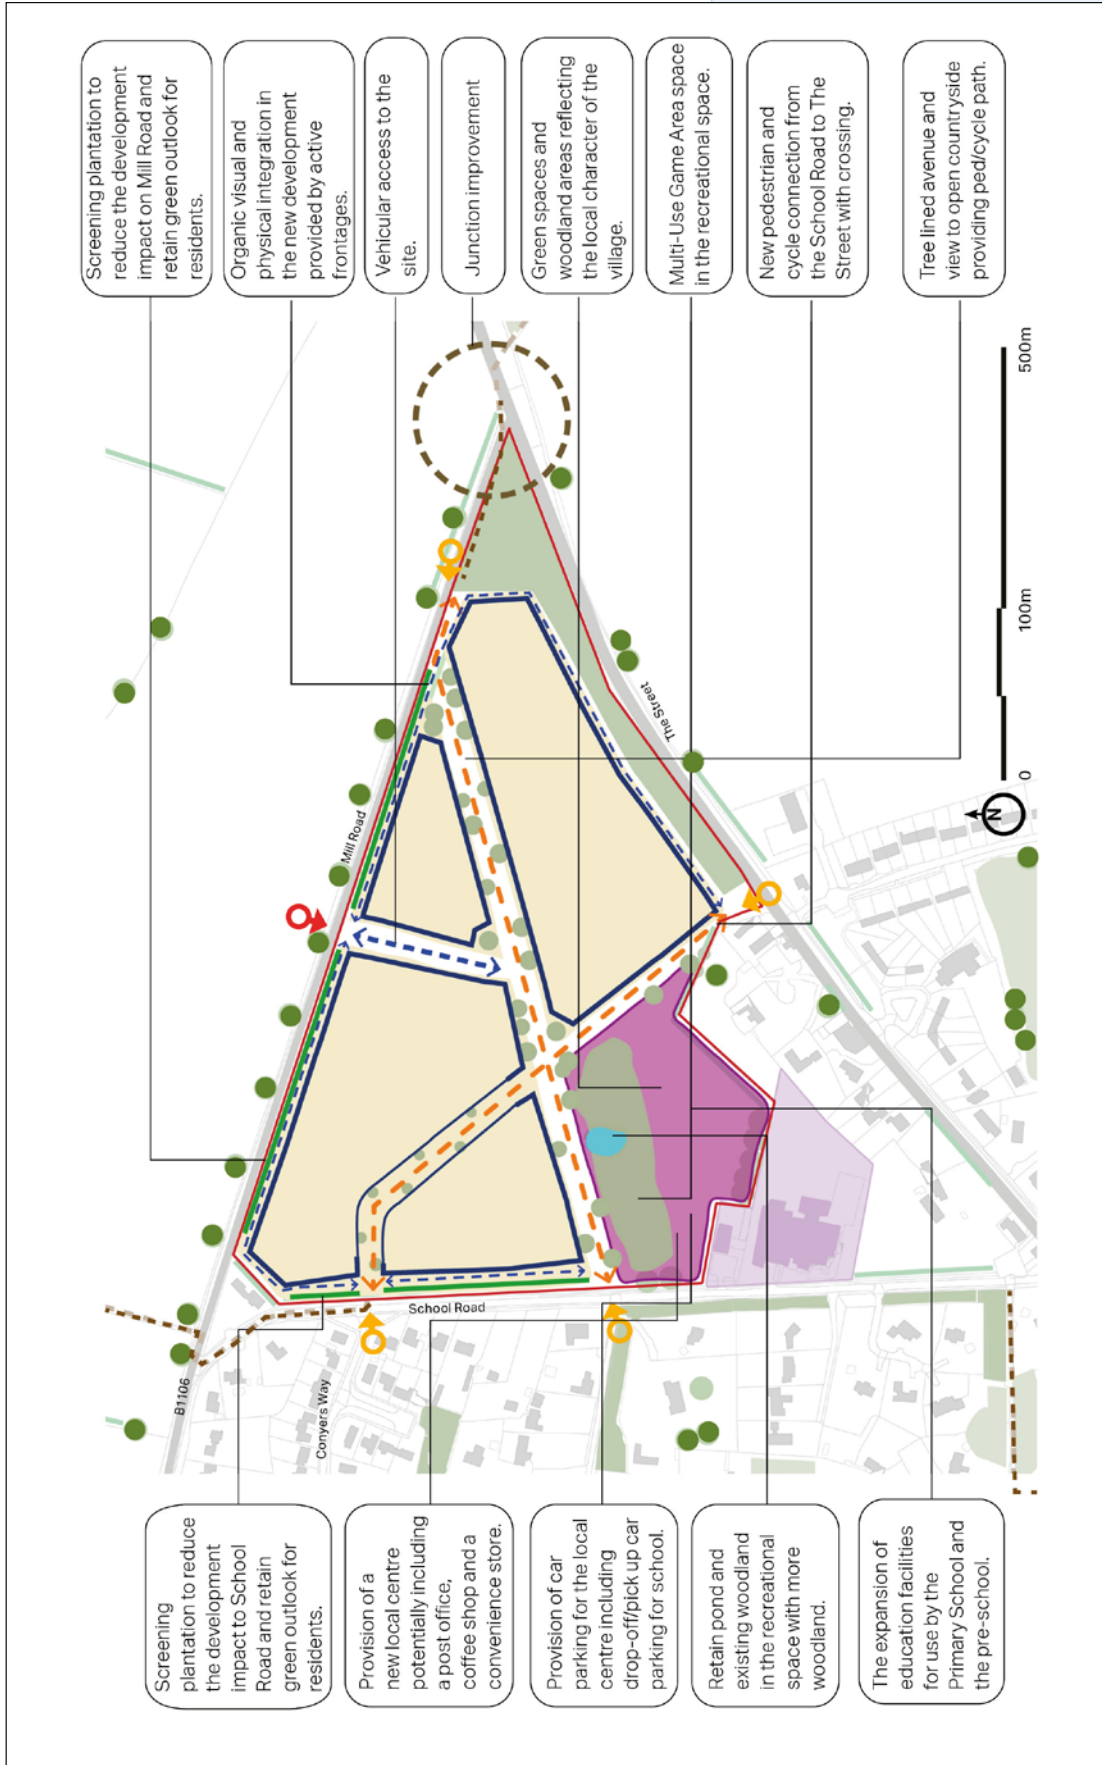 Screening plantation to
reduce the development
impact on Mill Road and
retain green outlook for
residents.
Organic visual and
physical integration in
the new development
provided by active
frontages.
Vehicular access to the
site.
Junction improvement
Green spaces and
woodland areas reflecting
the local character of the
village.
Multi-Use Game Area space
in the recreational space.
New pedestrian and
cycle connection from
the School Road to The
Street with crossing.
Tree lined avenue and
view to open countryside
providing ped/cycle path.
Mill Road
The Street
School Road
B1106
Conyers Way
N
0
100m
500m
Screening
plantation to reduce
the development
impact to School
Road and retain
green outlook for
residents.
Provision of a
new local centre
potentially including
a post office,
coffee shop and a
convenience store.
Provision of car
parking for the local
centre including
drop-off/pick up car
parking for school.
Retain pond and
existing woodland
in the recreational
space with more
woodland.
The expansion of
education facilities
for use by the
Primary School and
the pre-school.